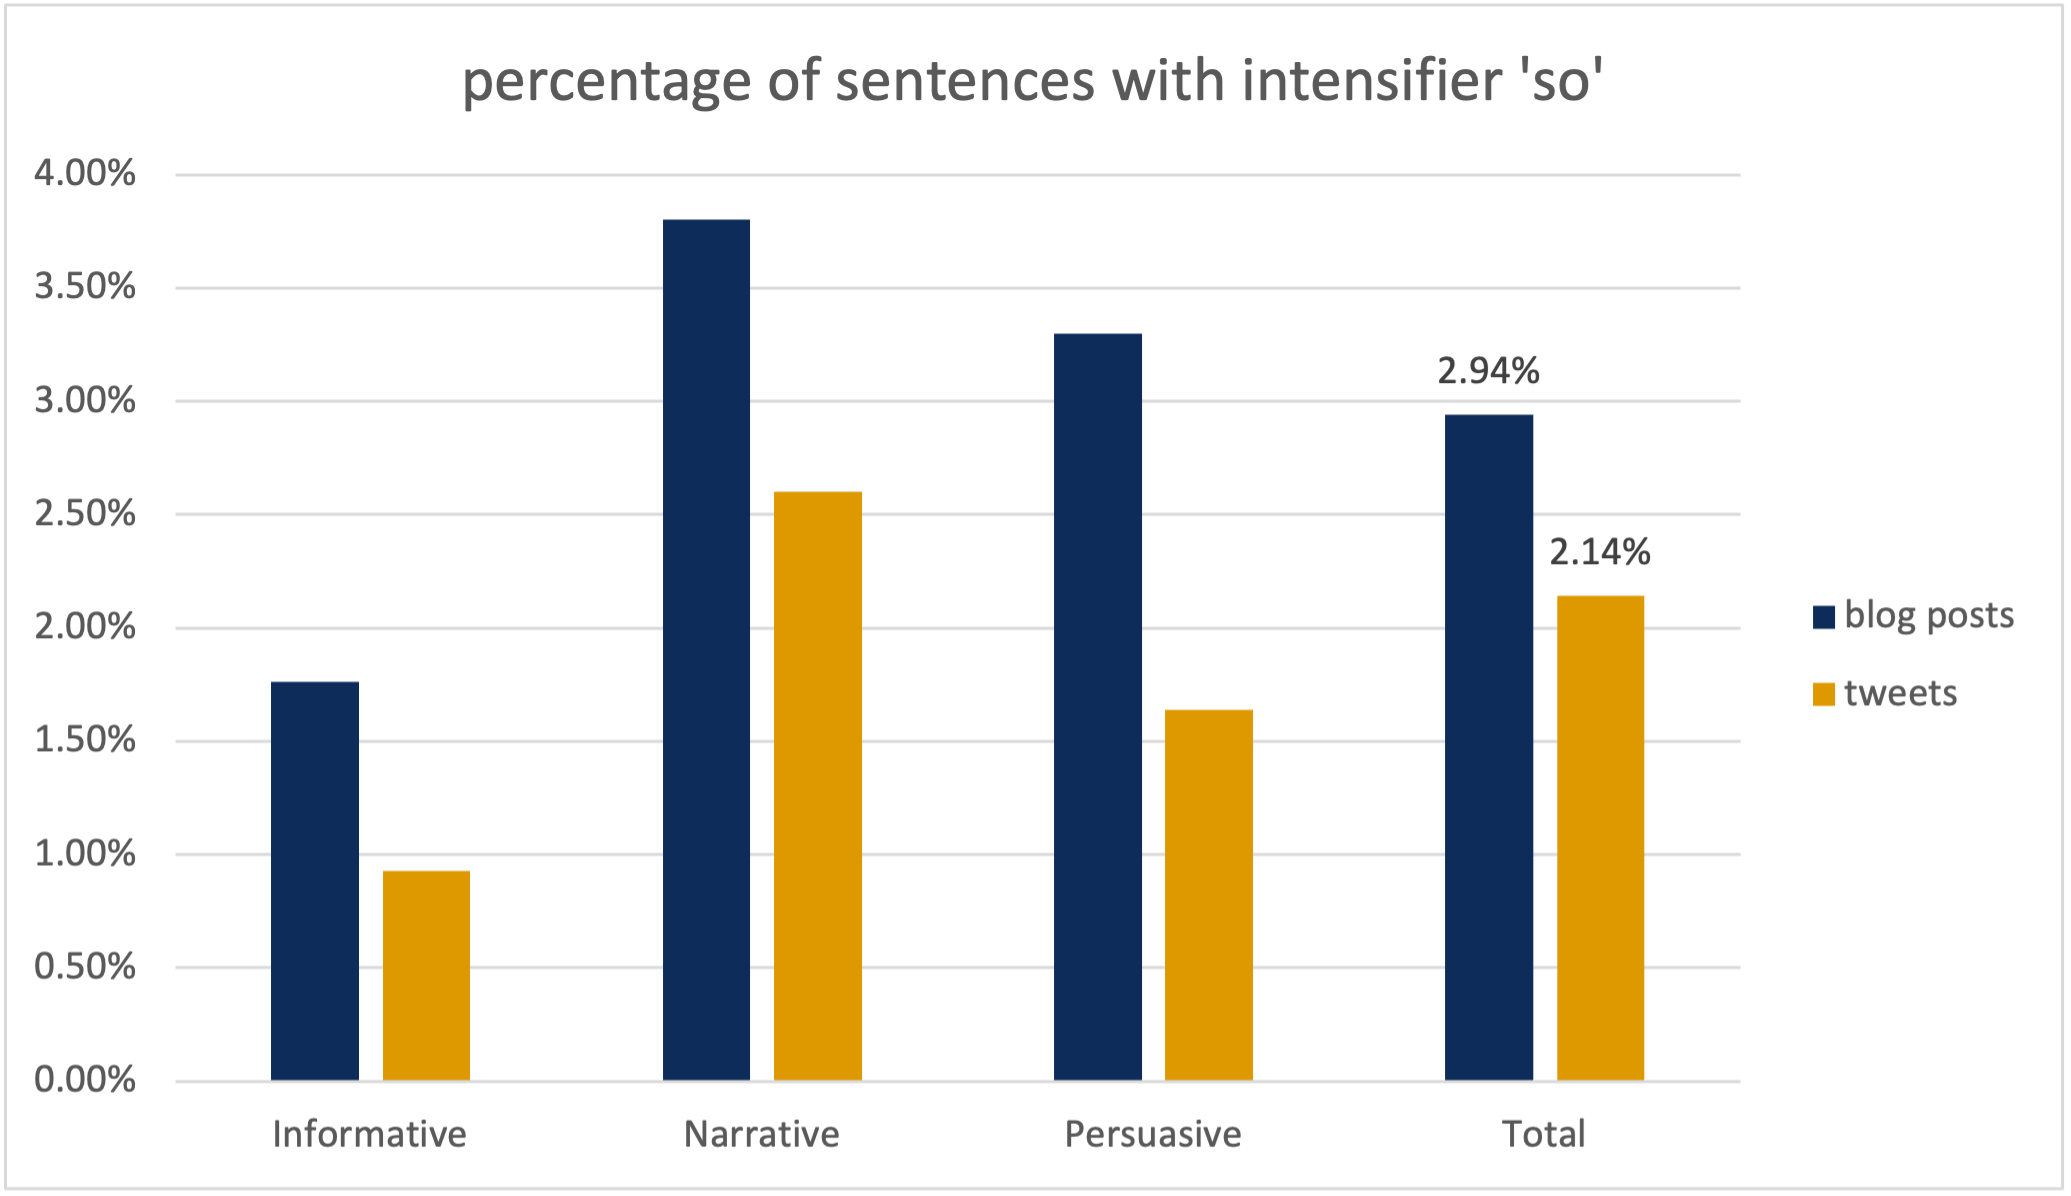 percentage of sentences with intensifier 'so'
4.00%
3.50%
3.00%
2.50%
2.00%
1.50%
1.00%
0.50%
0.00%
2.94%
2.14%
Informative
Narrative
Persuasive
Total
blog posts
tweets